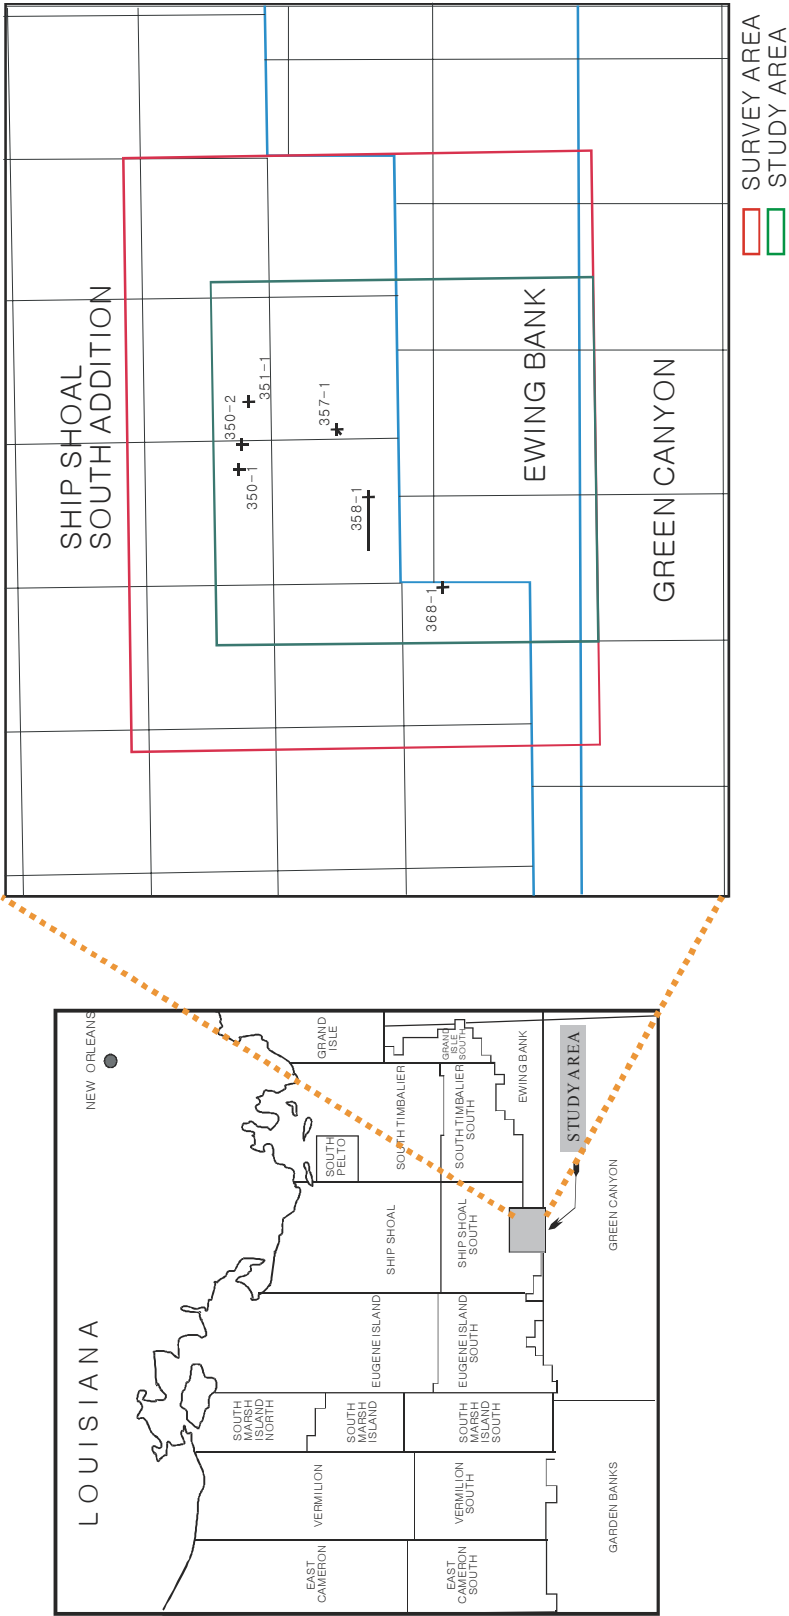 SURVEY AREA
STUDY AREA
SHIP SHOAL
SOUTH ADDITION
EWING BANK
GREEN CANYON
351-1
350-2
350-1
357-1
358-1
368-1
LOUISIANA
NEW ORLEANS
GRAND
ISLE
GRAND
ISLE
SOUTH
EWING BANK
STUDY AREA
SOUTH
PELTO
SOUTH TIMBALIER
SOUTH TIMBALIER
SOUTH
SHIP SHOAL
SHIP SHOAL
SOUTH
GREEN CANYON
EUGENE ISLAND
EUGENE ISLAND
SOUTH
SOUTH
MARSH
ISLAND
NORTH
SOUTH
MARSH
ISLAND
SOUTH
MARSH
ISLAND
SOUTH
VERMILION
VERMILION
SOUTH
GARDEN BANKS
EAST
CAMERON
EAST
CAMERON
SOUTH